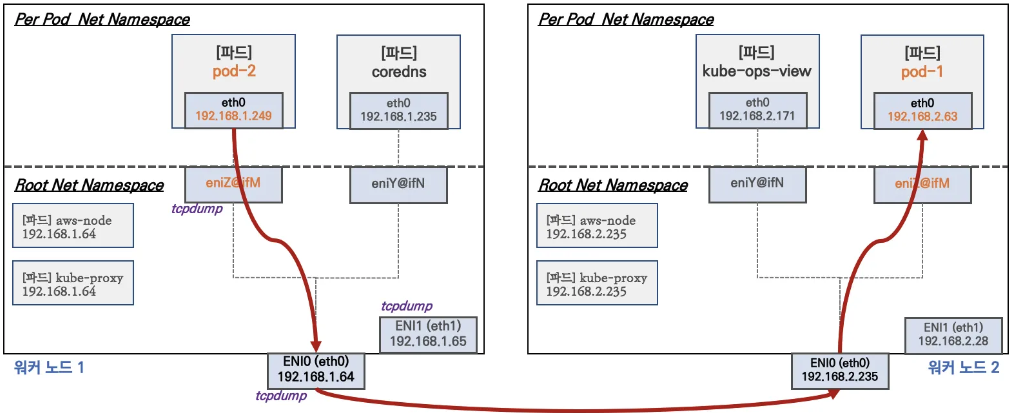 Per Pod Net Namespace
[파드]
pod-2
eth0
192.168.1.249
[파드]
coredns
eth0
192.168.1.235
eniZ@ifM
eniY@ifN
tcpdump
Root Net Namespace
[파드] aws-node
192.168.1.64
[파드] kube-proxy
192.168.1.64
tcpdump
ENI1 (eth1)
192.168.1.65
ENI0 (eth0)
192.168.1.64
tcpdump
워커 노드 1
Per Pod Net Namespace
[파드]
kube-ops-view
eth0
192.168.2.171
[파드]
pod-1
eth0
192.168.2.63
eniY@ifN
eniZ@ifM
Root Net Namespace
[파드] aws-node
192.168.2.235
[파드] kube-proxy
192.168.2.235
ENI1 (eth1)
192.168.2.28
ENI0 (eth0)
192.168.2.235
워커 노드 2